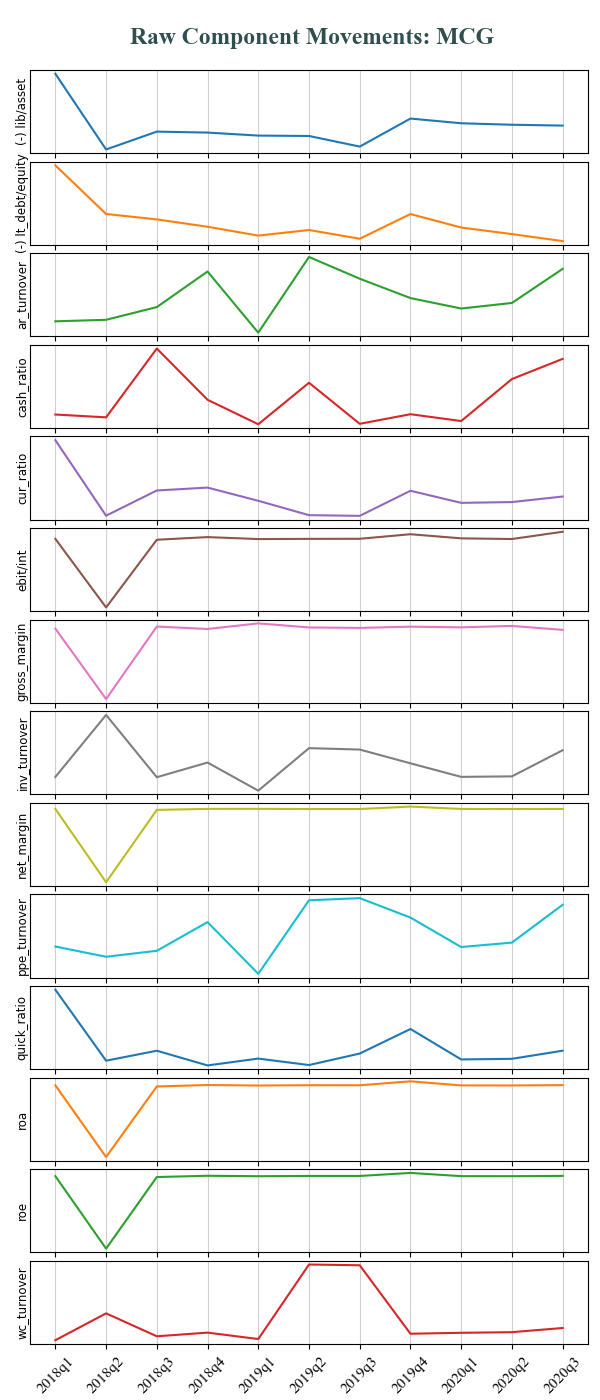 Raw Component Movements: MCG
(-) lib/asset
(-) lt_debt/equity
ar_turnover
cash_ratio
cur_ratio
ebit/int
gross_margin
inv_turnover
net_margin
ppe_turnover
quick_ratio
roa
roe
wc_turnover
2018q1 2018q2 2018q3 2018q4 2019q1 2019q2 2019q3 2019q4 2020q1 2020q2 2020q3